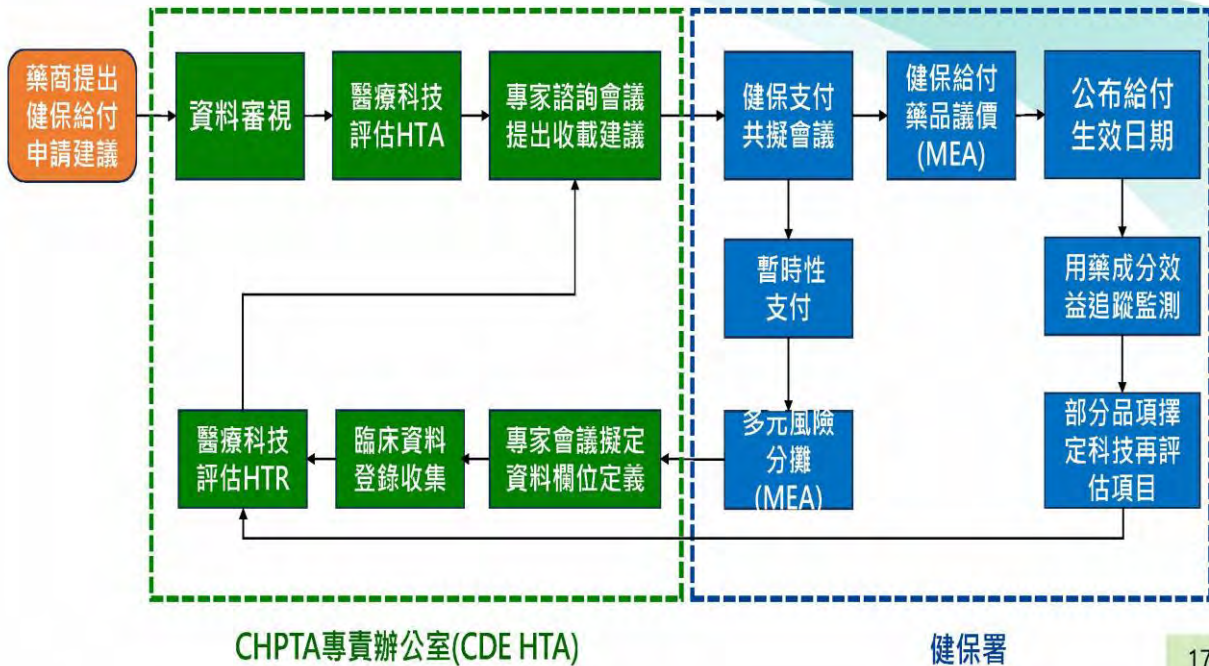 藥商提出
健保給付
申請建議
資料審視
醫療科技
評估HTA
專家諮詢會議
提出收載建議
健保支付
共擬會議
健保給付
藥品議價
(MEA)
公布給付
生效日期
暫時性
支付
用藥成分效
益追蹤監測
醫療科技
評估HTR
臨床資料
登錄收集
專家會議擬定
資料欄位定義
多元風險
分攤
(MEA)
部分品項擇
定科技再評
估項目
CHPTA專責辦公室(CDE HTA)
健保署
17